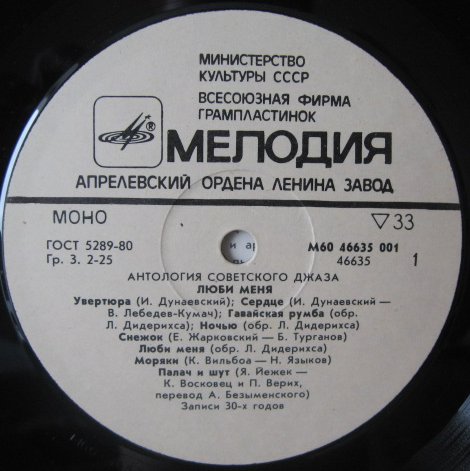 МИНИСТЕРСТВО
КУЛЬТУРЫ СССР
ВСЕСОЮЗНАЯ ФИРМА
ГРАМПЛАСТИНОК
®
МЕЛОДИЯ
АПРЕЛЕВСКИЙ ОРДЕНА ЛЕНИНА ЗАВОД
МОНО ▽33
ГОСТ 5289-80 М60 46635 001
Гр. 3. 2-25 46635 1
и ар
АНТОЛОГИЯ СОВЕТСКОГО ДЖАЗА
ЛЮБИ МЕНЯ
Увертюра (И. Дунаевский); Сердце (И. Дунаевский —
В. Лебедев-Кумач); Гавайская румба (обр.
Л. Дидерихса); Ночью (обр. Л. Дидерихса)
Снежок (Е. Жарковский — Б. Турганов)
Люби меня (обр. Л. Дидерихса)
Моряки (К. Вильбоа — Н. Языков)
Палач и шут (Я. Йежек —
К. Восковец и П. Верих,
перевод А. Безыменского)
Записи 30-х годов